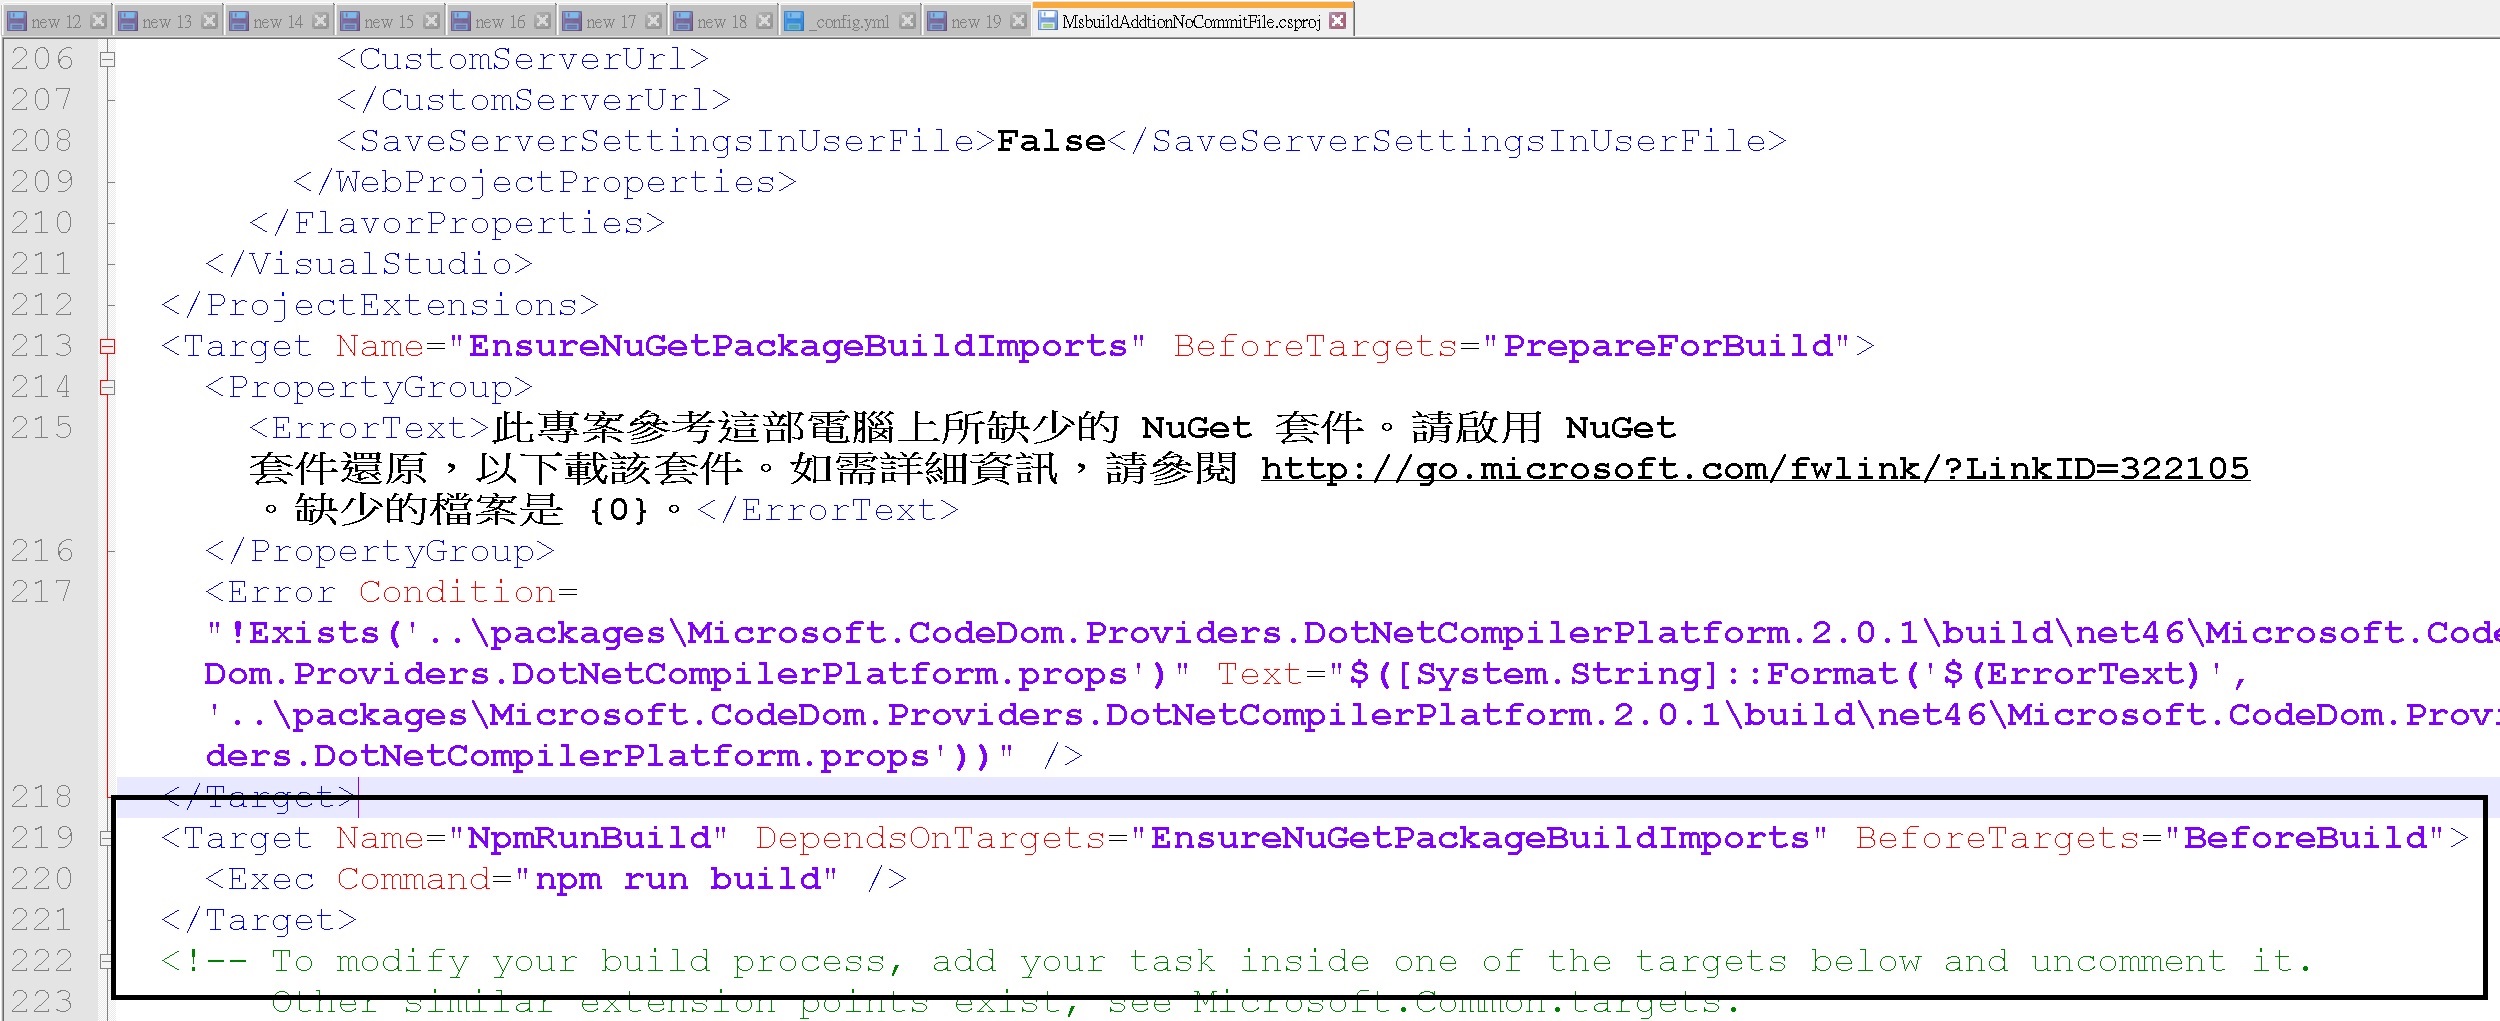 new 12 new 13 new 14 new 15 new 16 new 17 new 18 _config.yml new 19 MsbuildAddtionNoCommitFile.csproj
206 <CustomServerUrl>
207 </CustomServerUrl>
208 <SaveServerSettingsInUserFile>False</SaveServerSettingsInUserFile>
209 </WebProjectProperties>
210 </FlavorProperties>
211 </VisualStudio>
212 </ProjectExtensions>
213 <Target Name="EnsureNuGetPackageBuildImports" BeforeTargets="PrepareForBuild">
214 <PropertyGroup>
215 <ErrorText>此專案參考這部電腦上所缺少的 NuGet 套件。請啟用 NuGet
套件還原，以下載該套件。如需詳細資訊，請參閱 http://go.microsoft.com/fwlink/?LinkID=322105
。缺少的檔案是 {0}。</ErrorText>
216 </PropertyGroup>
217 <Error Condition=
"!Exists('..\packages\Microsoft.CodeDom.Providers.DotNetCompilerPlatform.2.0.1\build\net46\Microsoft.Code
Dom.Providers.DotNetCompilerPlatform.props')" Text="$([System.String]::Format('$(ErrorText)',
'..\packages\Microsoft.CodeDom.Providers.DotNetCompilerPlatform.2.0.1\build\net46\Microsoft.CodeDom.Provi
ders.DotNetCompilerPlatform.props'))" />
218 </Target>
219 <Target Name="NpmRunBuild" DependsOnTargets="EnsureNuGetPackageBuildImports" BeforeTargets="BeforeBuild">
220 <Exec Command="npm run build" />
221 </Target>
222 <!-- To modify your build process, add your task inside one of the targets below and uncomment it.
223 Other similar extension points exist, see Microsoft.Common.targets.